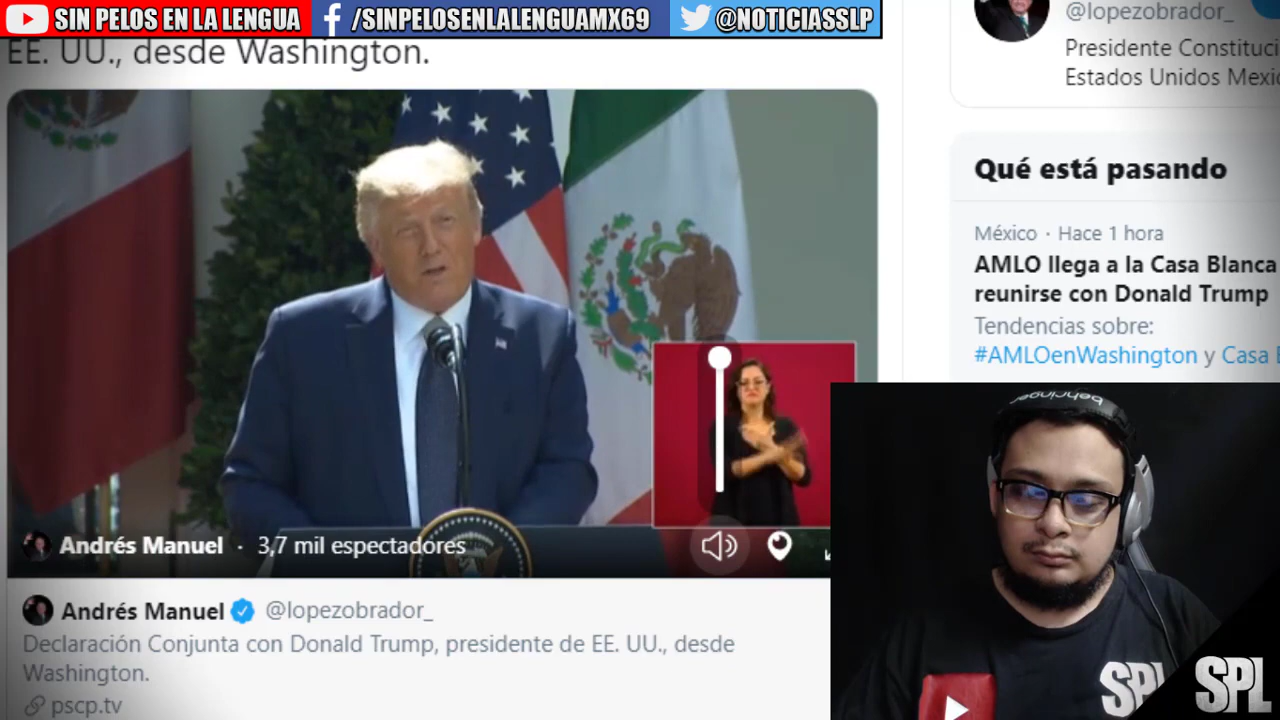 SIN PELOS EN LA LENGUA
/SINPELOSENLALENGUAMX69
@NOTICIASSLP
EE. UU., desde Washington.
Andrés Manuel · 3,7 mil espectadores
Andrés Manuel @lopezobrador_
Declaración Conjunta con Donald Trump, presidente de EE. UU., desde
Washington.
pscp.tv
@lopezobrador_
Presidente Constituci
Estados Unidos Mexic
Qué está pasando
México · Hace 1 hora
AMLO llega a la Casa Blanca
reunirse con Donald Trump
Tendencias sobre:
#AMLOenWashington y Casa B
behringer
SPL
SPL